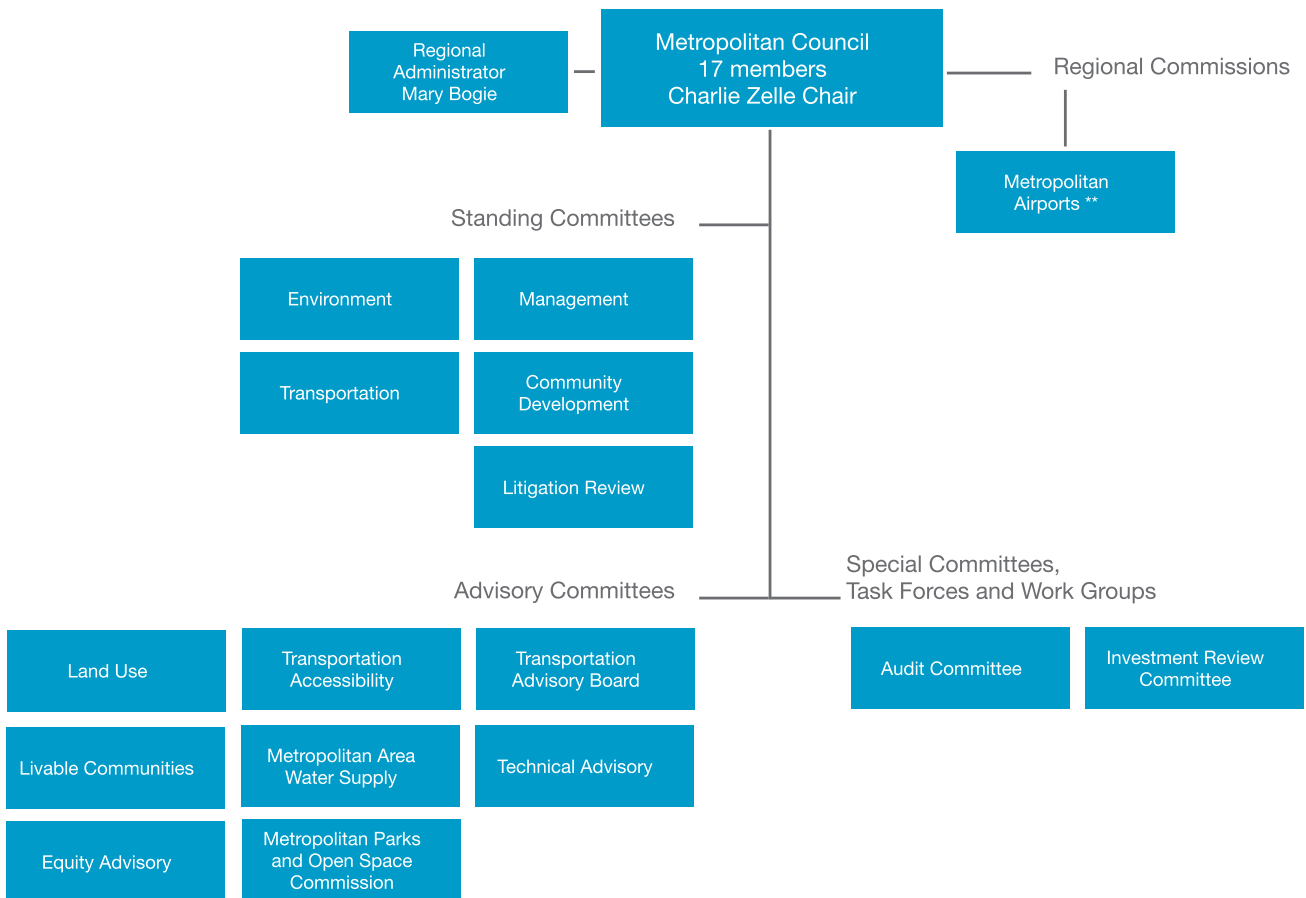 Regional
Administrator
Mary Bogie
Metropolitan Council
17 members
Charlie Zelle Chair
Regional Commissions
Metropolitan
Airports **
Standing Committees
Environment
Management
Transportation
Community
Development
Litigation Review
Advisory Committees
Special Committees,
Task Forces and Work Groups
Land Use
Transportation
Accessibility
Transportation
Advisory Board
Audit Committee
Investment Review
Committee
Livable Communities
Metropolitan Area
Water Supply
Technical Advisory
Equity Advisory
Metropolitan Parks
and Open Space
Commission